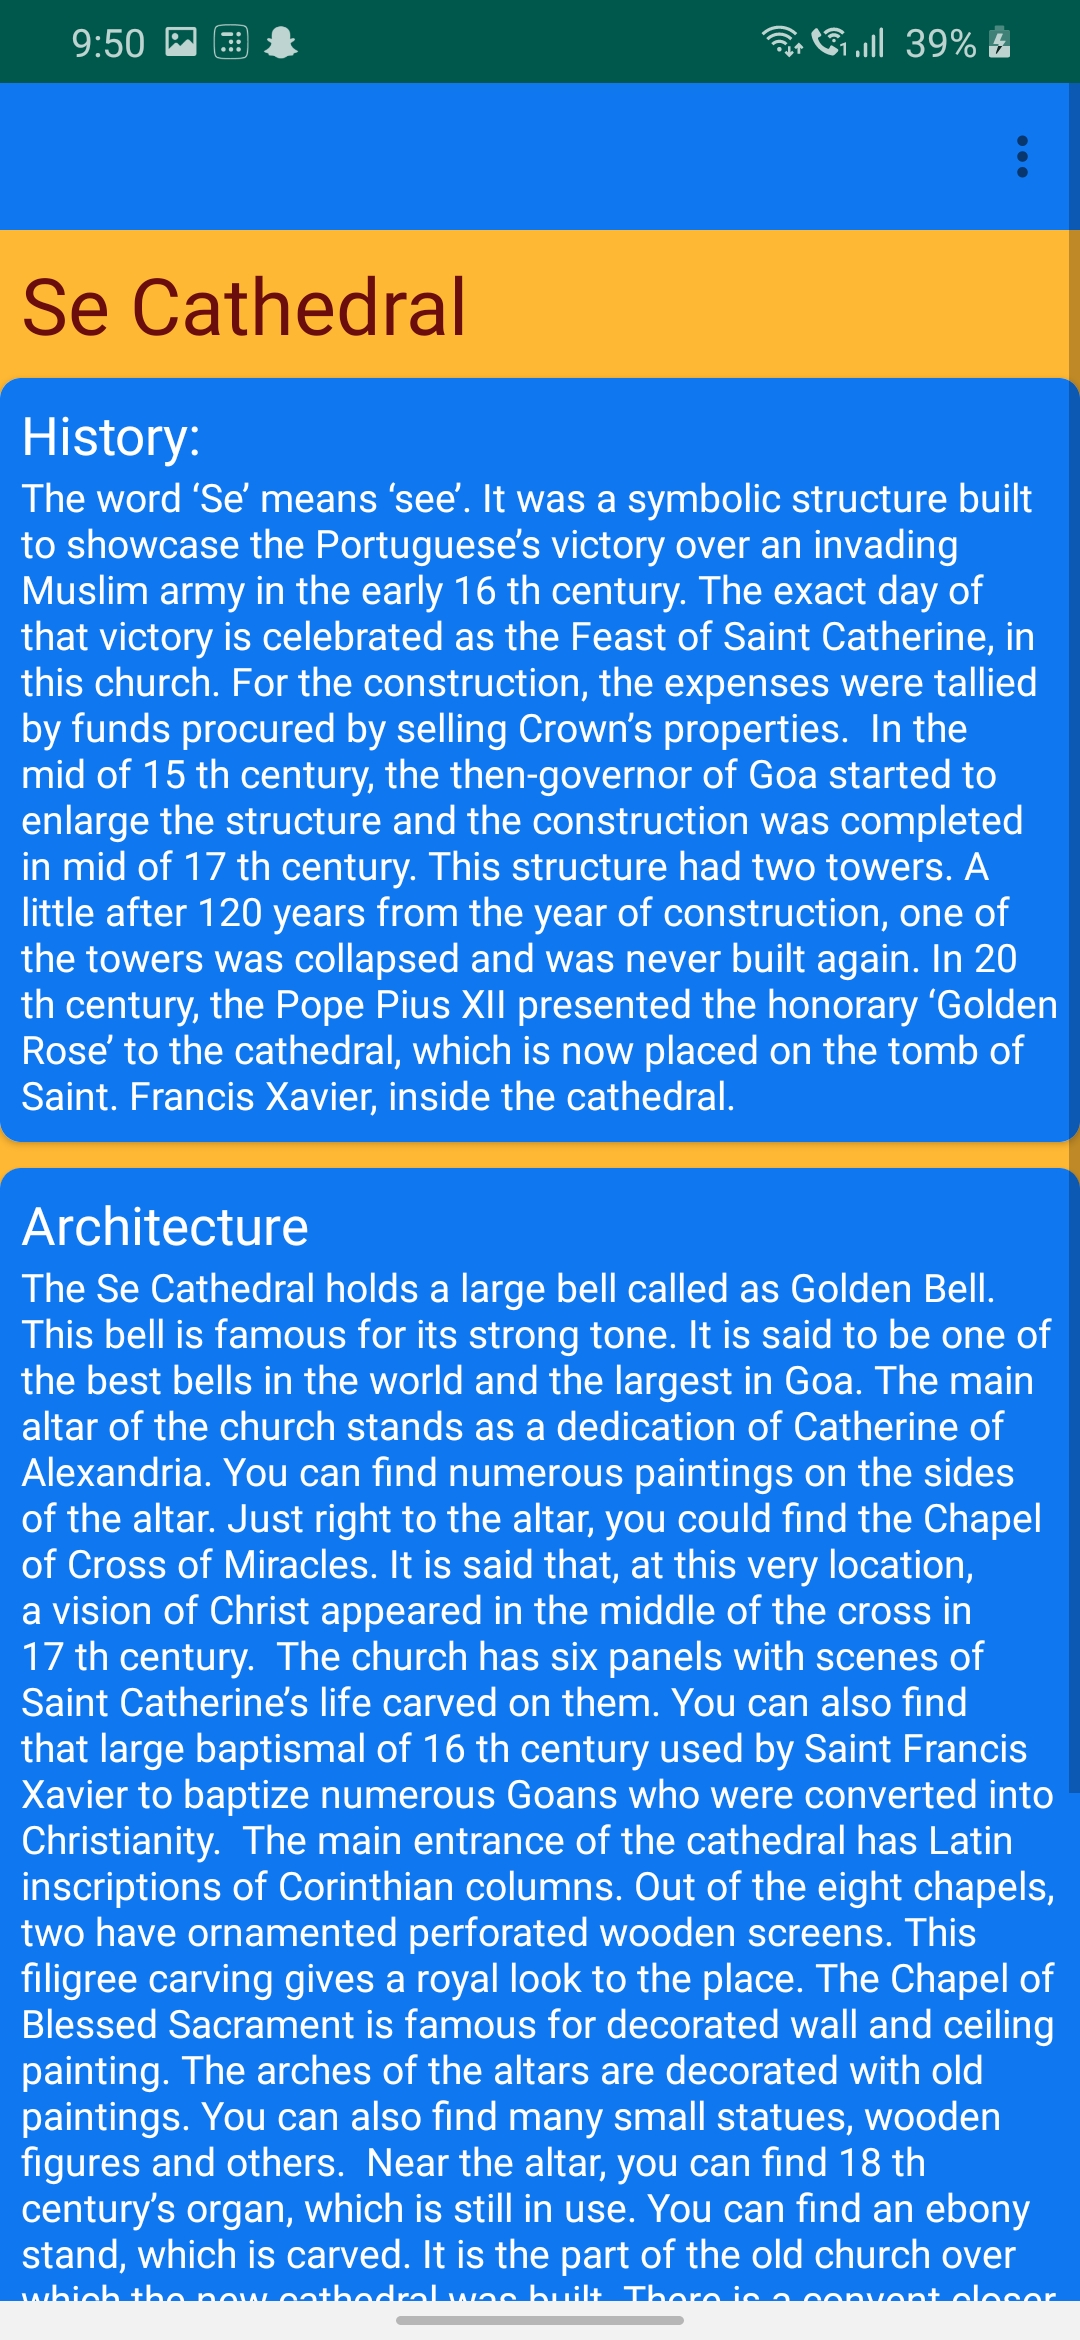 9:50
39%
Se Cathedral
History:
The word ‘Se’ means ‘see’. It was a symbolic structure built
to showcase the Portuguese’s victory over an invading
Muslim army in the early 16 th century. The exact day of
that victory is celebrated as the Feast of Saint Catherine, in
this church. For the construction, the expenses were tallied
by funds procured by selling Crown’s properties.  In the
mid of 15 th century, the then-governor of Goa started to
enlarge the structure and the construction was completed
in mid of 17 th century. This structure had two towers. A
little after 120 years from the year of construction, one of
the towers was collapsed and was never built again. In 20
th century, the Pope Pius XII presented the honorary ‘Golden
Rose’ to the cathedral, which is now placed on the tomb of
Saint. Francis Xavier, inside the cathedral.
Architecture
The Se Cathedral holds a large bell called as Golden Bell.
This bell is famous for its strong tone. It is said to be one of
the best bells in the world and the largest in Goa. The main
altar of the church stands as a dedication of Catherine of
Alexandria. You can find numerous paintings on the sides
of the altar. Just right to the altar, you could find the Chapel
of Cross of Miracles. It is said that, at this very location,
a vision of Christ appeared in the middle of the cross in
17 th century.  The church has six panels with scenes of
Saint Catherine’s life carved on them. You can also find
that large baptismal of 16 th century used by Saint Francis
Xavier to baptize numerous Goans who were converted into
Christianity.  The main entrance of the cathedral has Latin
inscriptions of Corinthian columns. Out of the eight chapels,
two have ornamented perforated wooden screens. This
filigree carving gives a royal look to the place. The Chapel of
Blessed Sacrament is famous for decorated wall and ceiling
painting. The arches of the altars are decorated with old
paintings. You can also find many small statues, wooden
figures and others.  Near the altar, you can find 18 th
century’s organ, which is still in use. You can find an ebony
stand, which is carved. It is the part of the old church over
which the new cathedral was built. There is a convent closer